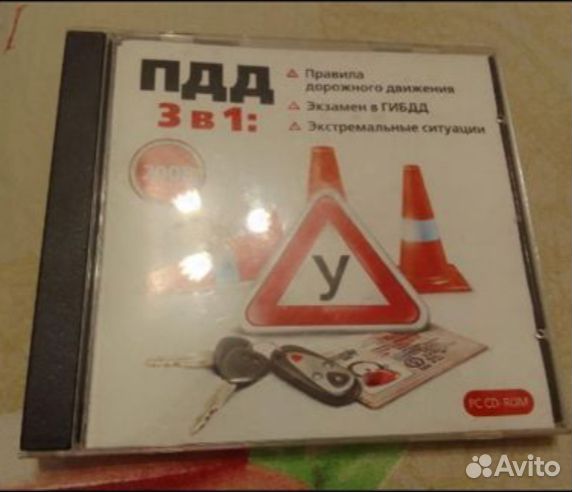 ПДД
3 в 1:
Правила
дорожного движения
Экзамен в ГИБДД
Экстремальные ситуации
У
PC CD-ROM
Avito